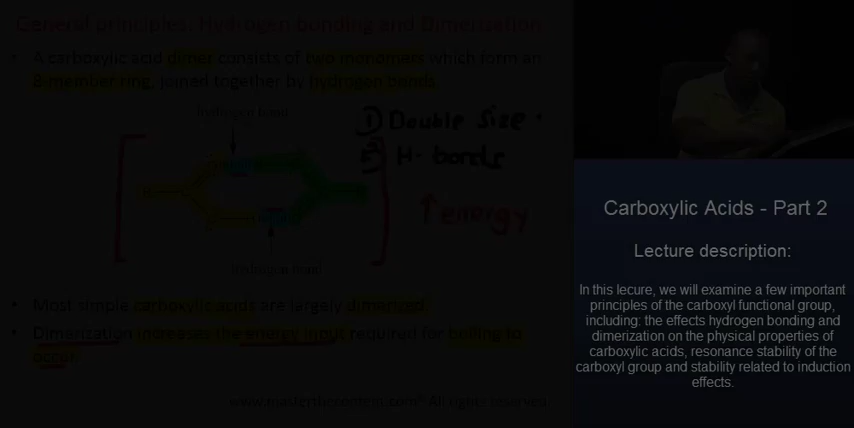 General principles: Hydrogen bonding and Dimerization
• A carboxylic acid dimer consists of two monomers which form an
8-member ring, joined together by hydrogen bonds.
hydrogen bond
① Double size
② H-bonds
↑energy
hydrogen bond
• Most simple carboxylic acids are largely dimerized.
• Dimerization increases the energy input required for boiling to
occur.
All rights reserved.
Carboxylic Acids - Part 2
Lecture description:
In this lecure, we will examine a few important
principles of the carboxyl functional group,
including: the effects hydrogen bonding and
dimerization on the physical properties of
carboxylic acids, resonance stability of the
carboxyl group and stability related to induction
effects.